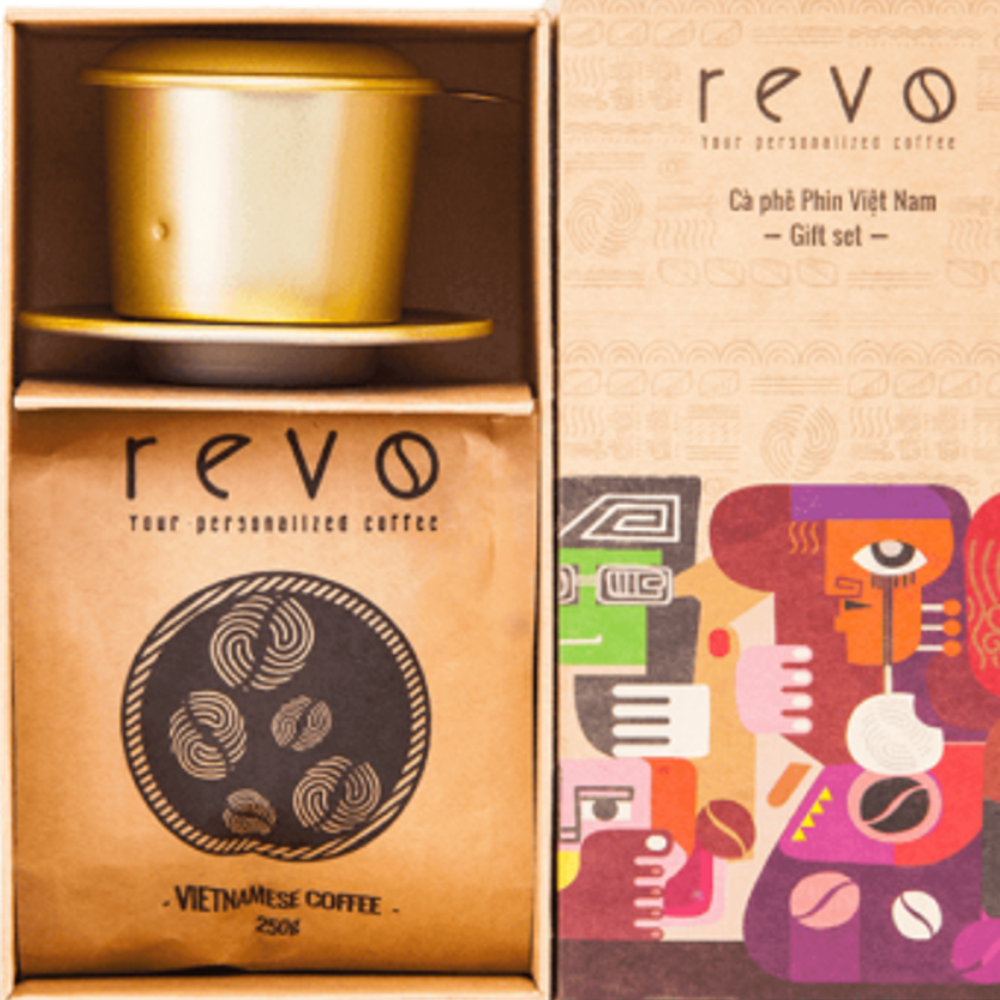 revo
Your personalized coffee
- VIETNAMESE COFFEE -
250g
revo
Your personalized coffee
Cà phê Phin Việt Nam
— Gift set —